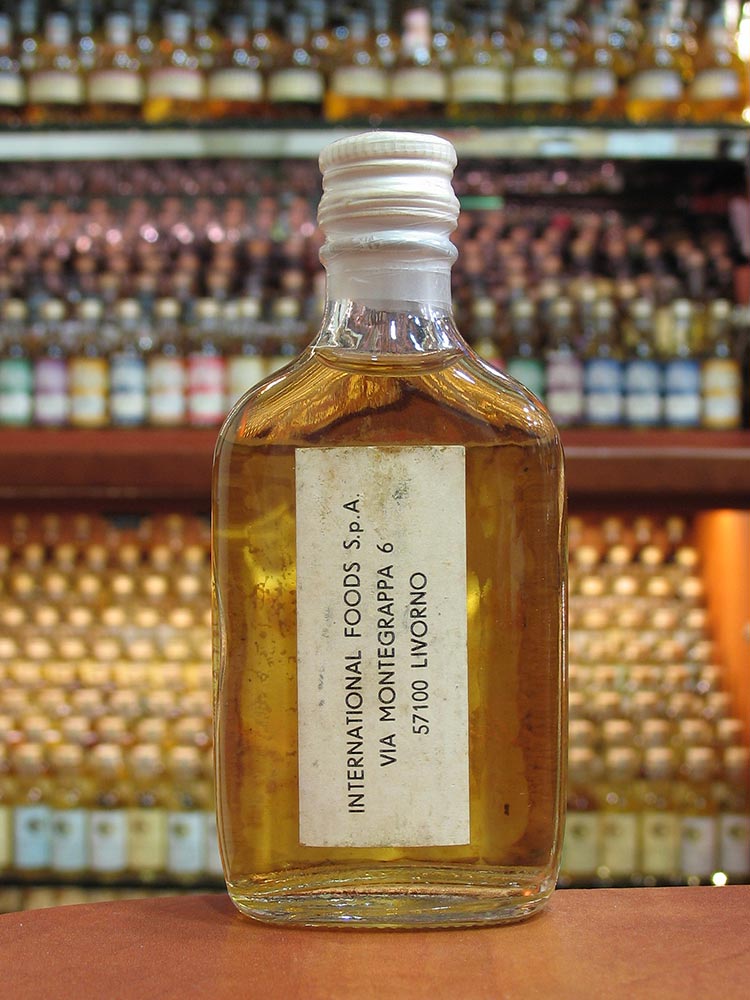 INTERNATIONAL FOODS S.p.A.
VIA MONTEGRAPPA 6
57100 LIVORNO